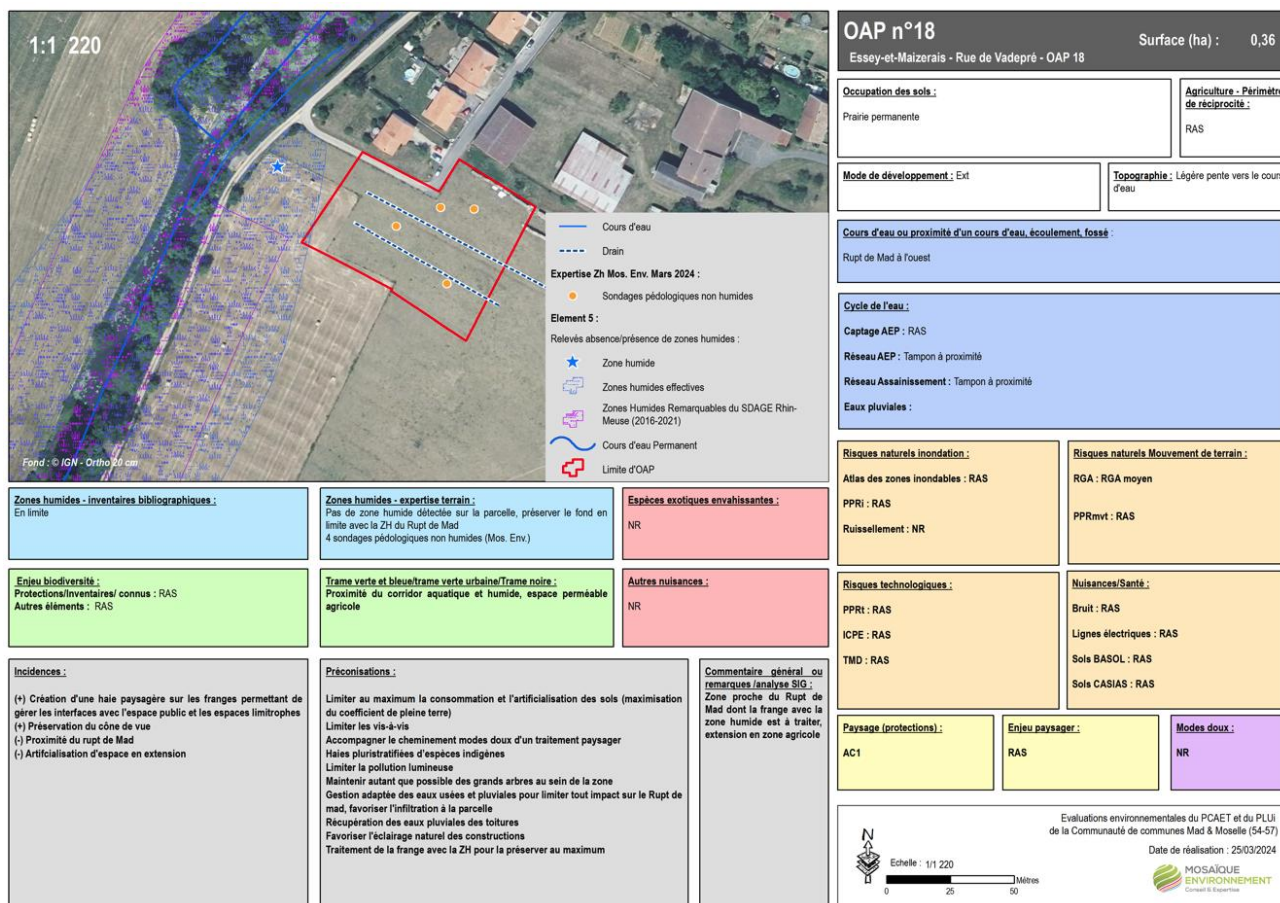 1:1 220
Cours d'eau
Drain
Expertise Zh Mos. Env. Mars 2024 :
Sondages pédologiques non humides
Element 5 :
Relevés absence/présence de zones humides :
Zone humide
Zones humides effectives
Zones Humides Remarquables du SDAGE Rhin-
Meuse (2016-2021)
Cours d'eau Permanent
Limite d'OAP
Fond : © IGN - Ortho 20 cm
OAP n°18
Surface (ha) : 0,36
Essey-et-Maizerais - Rue de Vadepré - OAP 18
Occupation des sols :
Prairie permanente
Agriculture - Périmètre
de réciprocité :
RAS
Mode de développement : Ext
Topographie : Légére pente vers le cours
d'eau
Cours d'eau ou proximité d'un cours d'eau, écoulement, fossé :
Rupt de Mad à l'ouest
Cycle de l'eau :
Captage AEP : RAS
Réseau AEP : Tampon à proximité
Réseau Assainissement : Tampon à proximité
Eaux pluviales :
Risques naturels inondation :
Atlas des zones inondables : RAS
PPRi : RAS
Ruissellement : NR
Risques naturels Mouvement de terrain :
RGA : RGA moyen
PPRmvt : RAS
Zones humides - inventaires bibliographiques :
En limite
Zones humides - expertise terrain :
Pas de zone humide détectée sur la parcelle, préserver le fond en
limite avec la ZH du Rupt de Mad
4 sondages pédologiques non humides (Mos. Env.)
Espèces exotiques envahissantes :
NR
Enjeu biodiversité :
Protections/Inventaires/ connus : RAS
Autres éléments : RAS
Trame verte et bleue/trame verte urbaine/Trame noire :
Proximité du corridor aquatique et humide, espace perméable
agricole
Autres nuisances :
NR
Risques technologiques :
PPRt : RAS
ICPE : RAS
TMD : RAS
Nuisances/Santé :
Bruit : RAS
Lignes électriques : RAS
Sols BASOL : RAS
Sols CASIAS : RAS
Incidences :
(+) Création d'une haie paysagère sur les franges permettant de
gérer les interfaces avec l'espace public et les espaces limitrophes
(+) Préservation du cône de vue
(-) Proximité du rupt de Mad
(-) Artifcialisation d'espace en extension
Préconisations :
Limiter au maximum la consommation et l'artificialisation des sols (maximisation
du coefficient de pleine terre)
Limiter les vis-à-vis
Accompagner le cheminement modes doux d'un traitement paysager
Haies pluristratifiées d'espèces indigènes
Limiter la pollution lumineuse
Maintenir autant que possible des grands arbres au sein de la zone
Gestion adaptée des eaux usées et pluviales pour limiter tout impact sur le Rupt de
mad, favoriser l'infiltration à la parcelle
Récupération des eaux pluviales des toitures
Favoriser l'éclairage naturel des constructions
Traitement de la frange avec la ZH pour la préserver au maximum
Commentaire général ou
remarques /analyse SIG :
Zone proche du Rupt de
Mad dont la frange avec la
zone humide est à traiter,
extension en zone agricole
Paysage (protections) :
AC1
Enjeu paysager :
RAS
Modes doux :
NR
Evaluations environnementales du PCAET et du PLUi
de la Communauté de communes Mad & Moselle (54-57)
Date de réalisation : 25/03/2024
N
Echelle : 1/1 220
Mètres
0 25 50
MOSAÏQUE
ENVIRONNEMENT
Conseil & Expertise